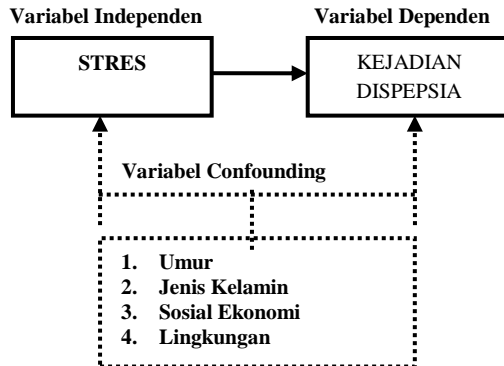 Variabel Independen
Variabel Dependen
STRES
KEJADIAN
DISPEPSIA
Variabel Confounding
1. Umur
2. Jenis Kelamin
3. Sosial Ekonomi
4. Lingkungan